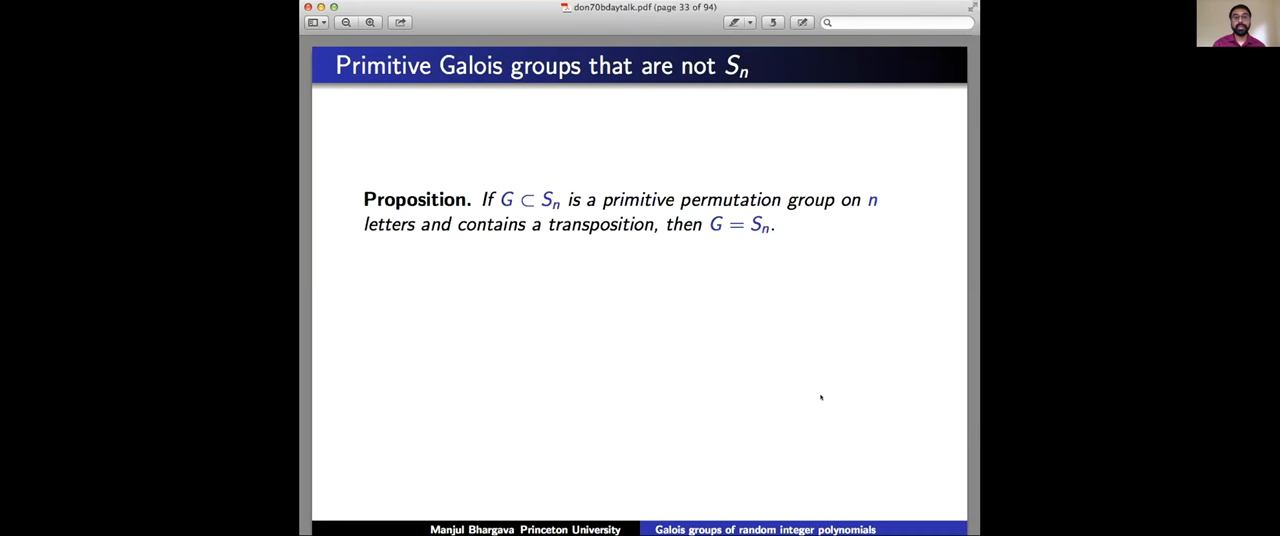 don70bdaytalk.pdf (page 33 of 94)
Primitive Galois groups that are not Sₙ
Proposition. If G ⊂ Sₙ is a primitive permutation group on n
letters and contains a transposition, then G = Sₙ.
Manjul Bhargava Princeton University
Galois groups of random integer polynomials